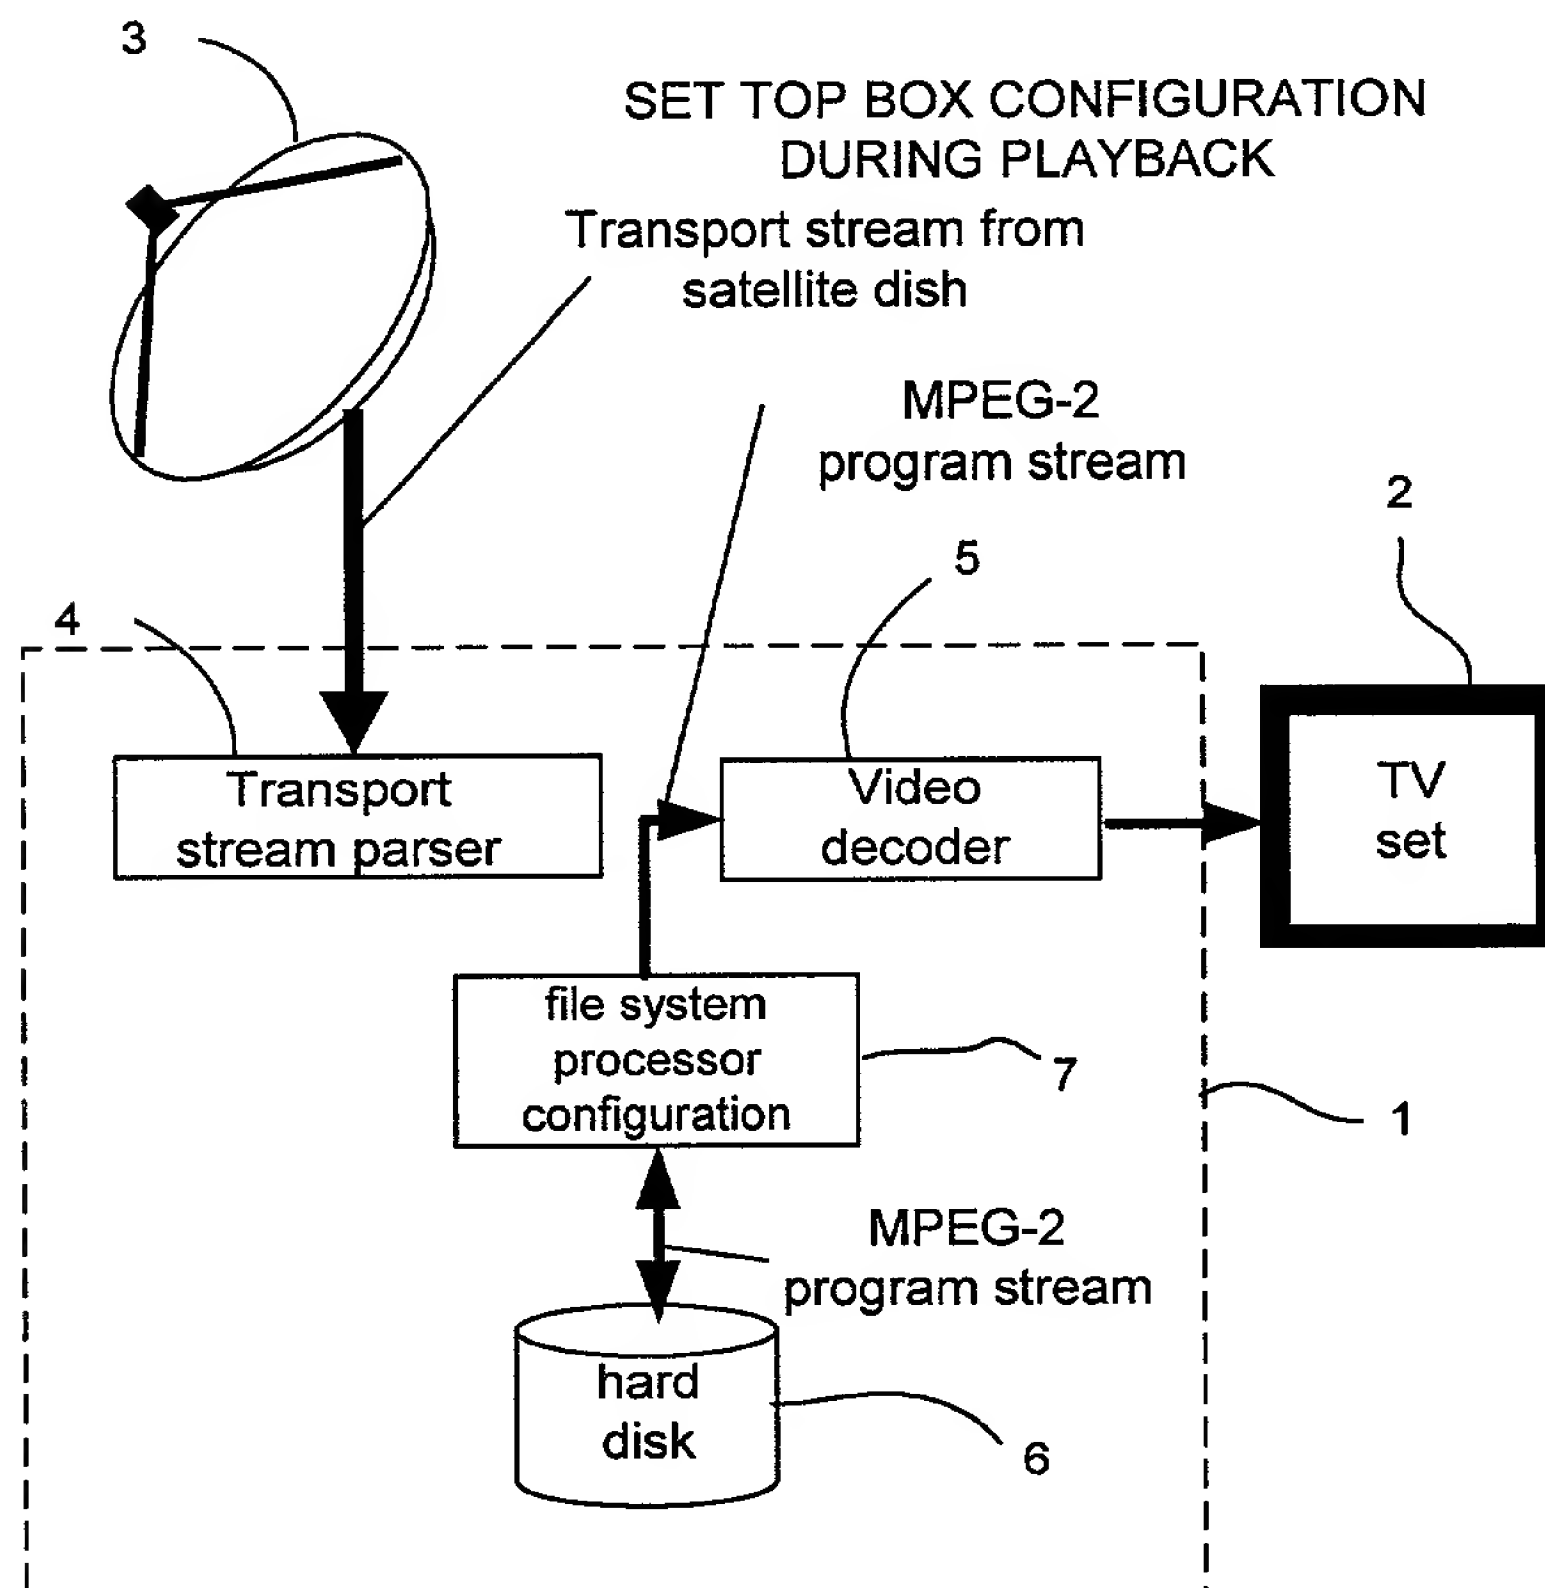 3
SET TOP BOX CONFIGURATION
DURING PLAYBACK
Transport stream from
satellite dish
MPEG-2
program stream
2
5
4
Transport
stream parser
Video
decoder
TV
set
file system
processor
configuration
7
1
MPEG-2
program stream
hard
disk
6